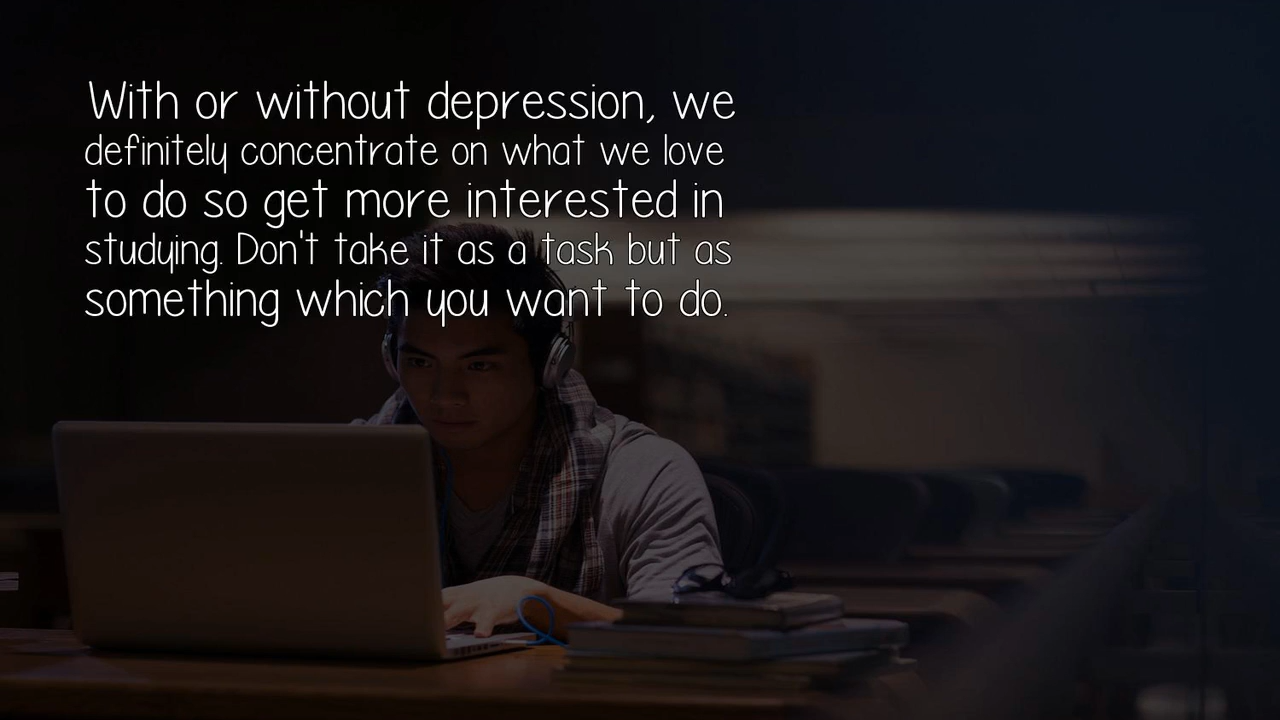 With or without depression, we
definitely concentrate on what we love
to do so get more interested in
studying. Don't take it as a task but as
something which you want to do.